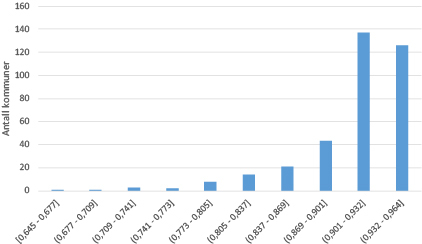 160
140
120
100
80
60
40
20
0
Antall kommuner
[0,645 - 0,677]
(0,677 - 0,709]
(0,709 - 0,741]
(0,741 - 0,773]
(0,773 - 0,805]
(0,805 - 0,837]
(0,837 - 0,869]
(0,869 - 0,901]
(0,901 - 0,932]
(0,932 - 0,964]